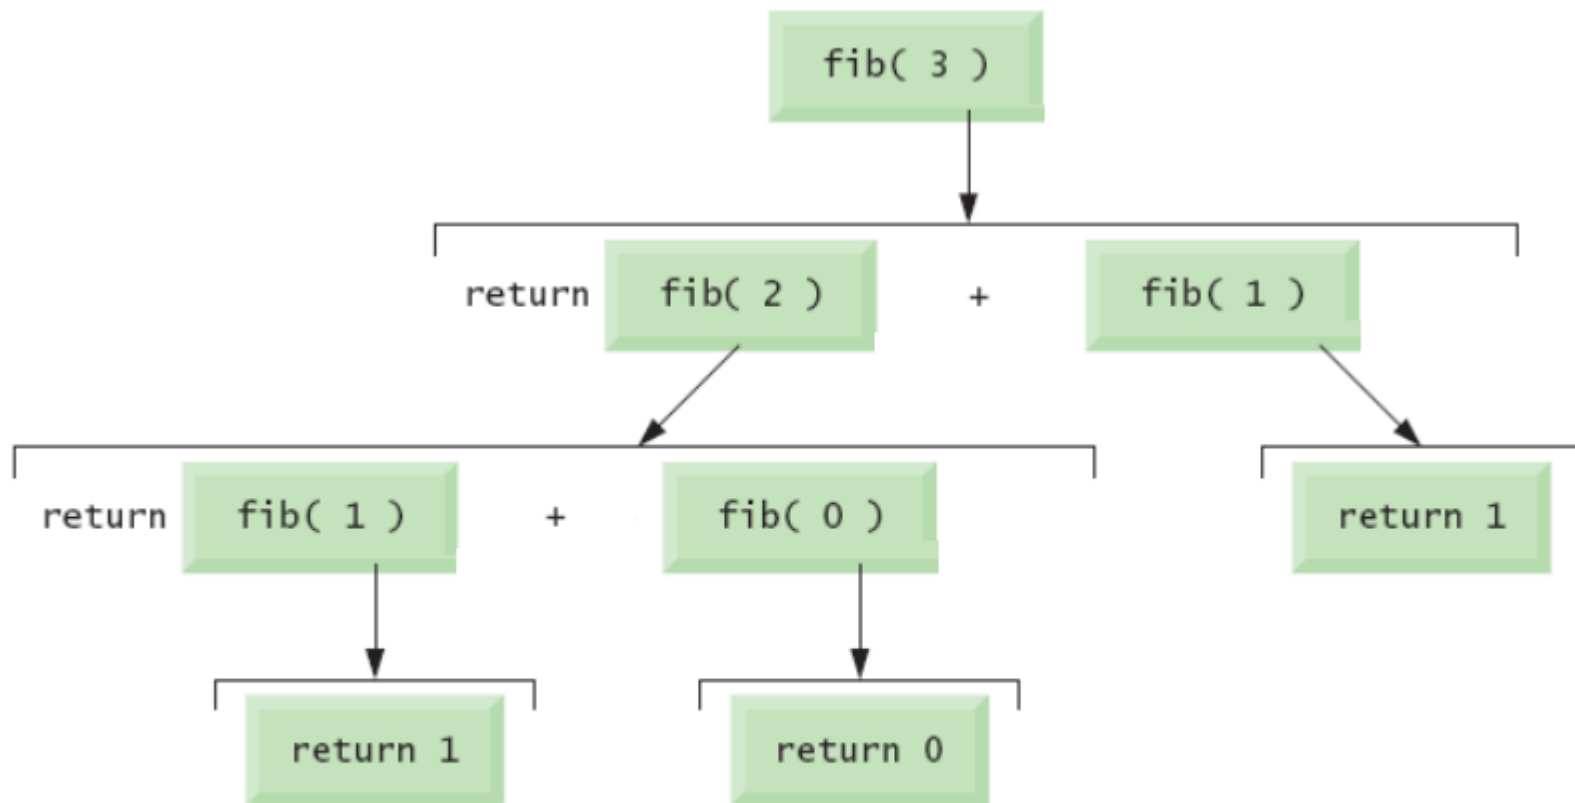 fib( 3 )
return fib( 2 ) + fib( 1 )
return fib( 1 ) + fib( 0 ) return 1
return 1 return 0